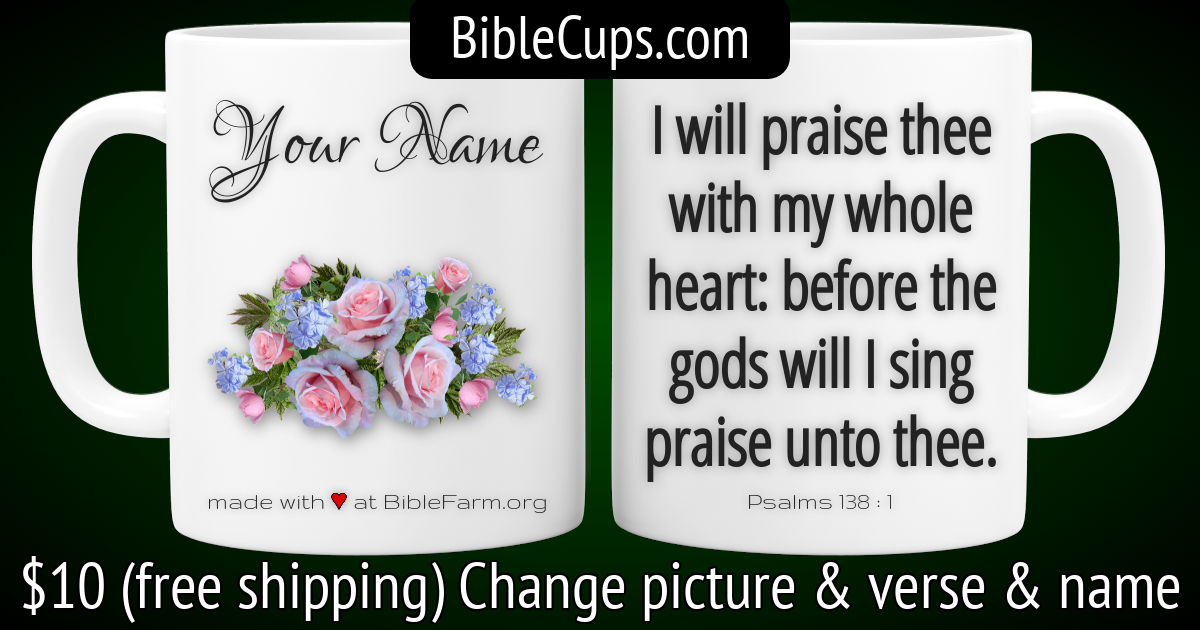 BibleCups.com
Your Name
made with ♥ at BibleFarm.org
I will praise thee
with my whole
heart: before the
gods will I sing
praise unto thee.
Psalms 138 : 1
$10 (free shipping) Change picture & verse & name